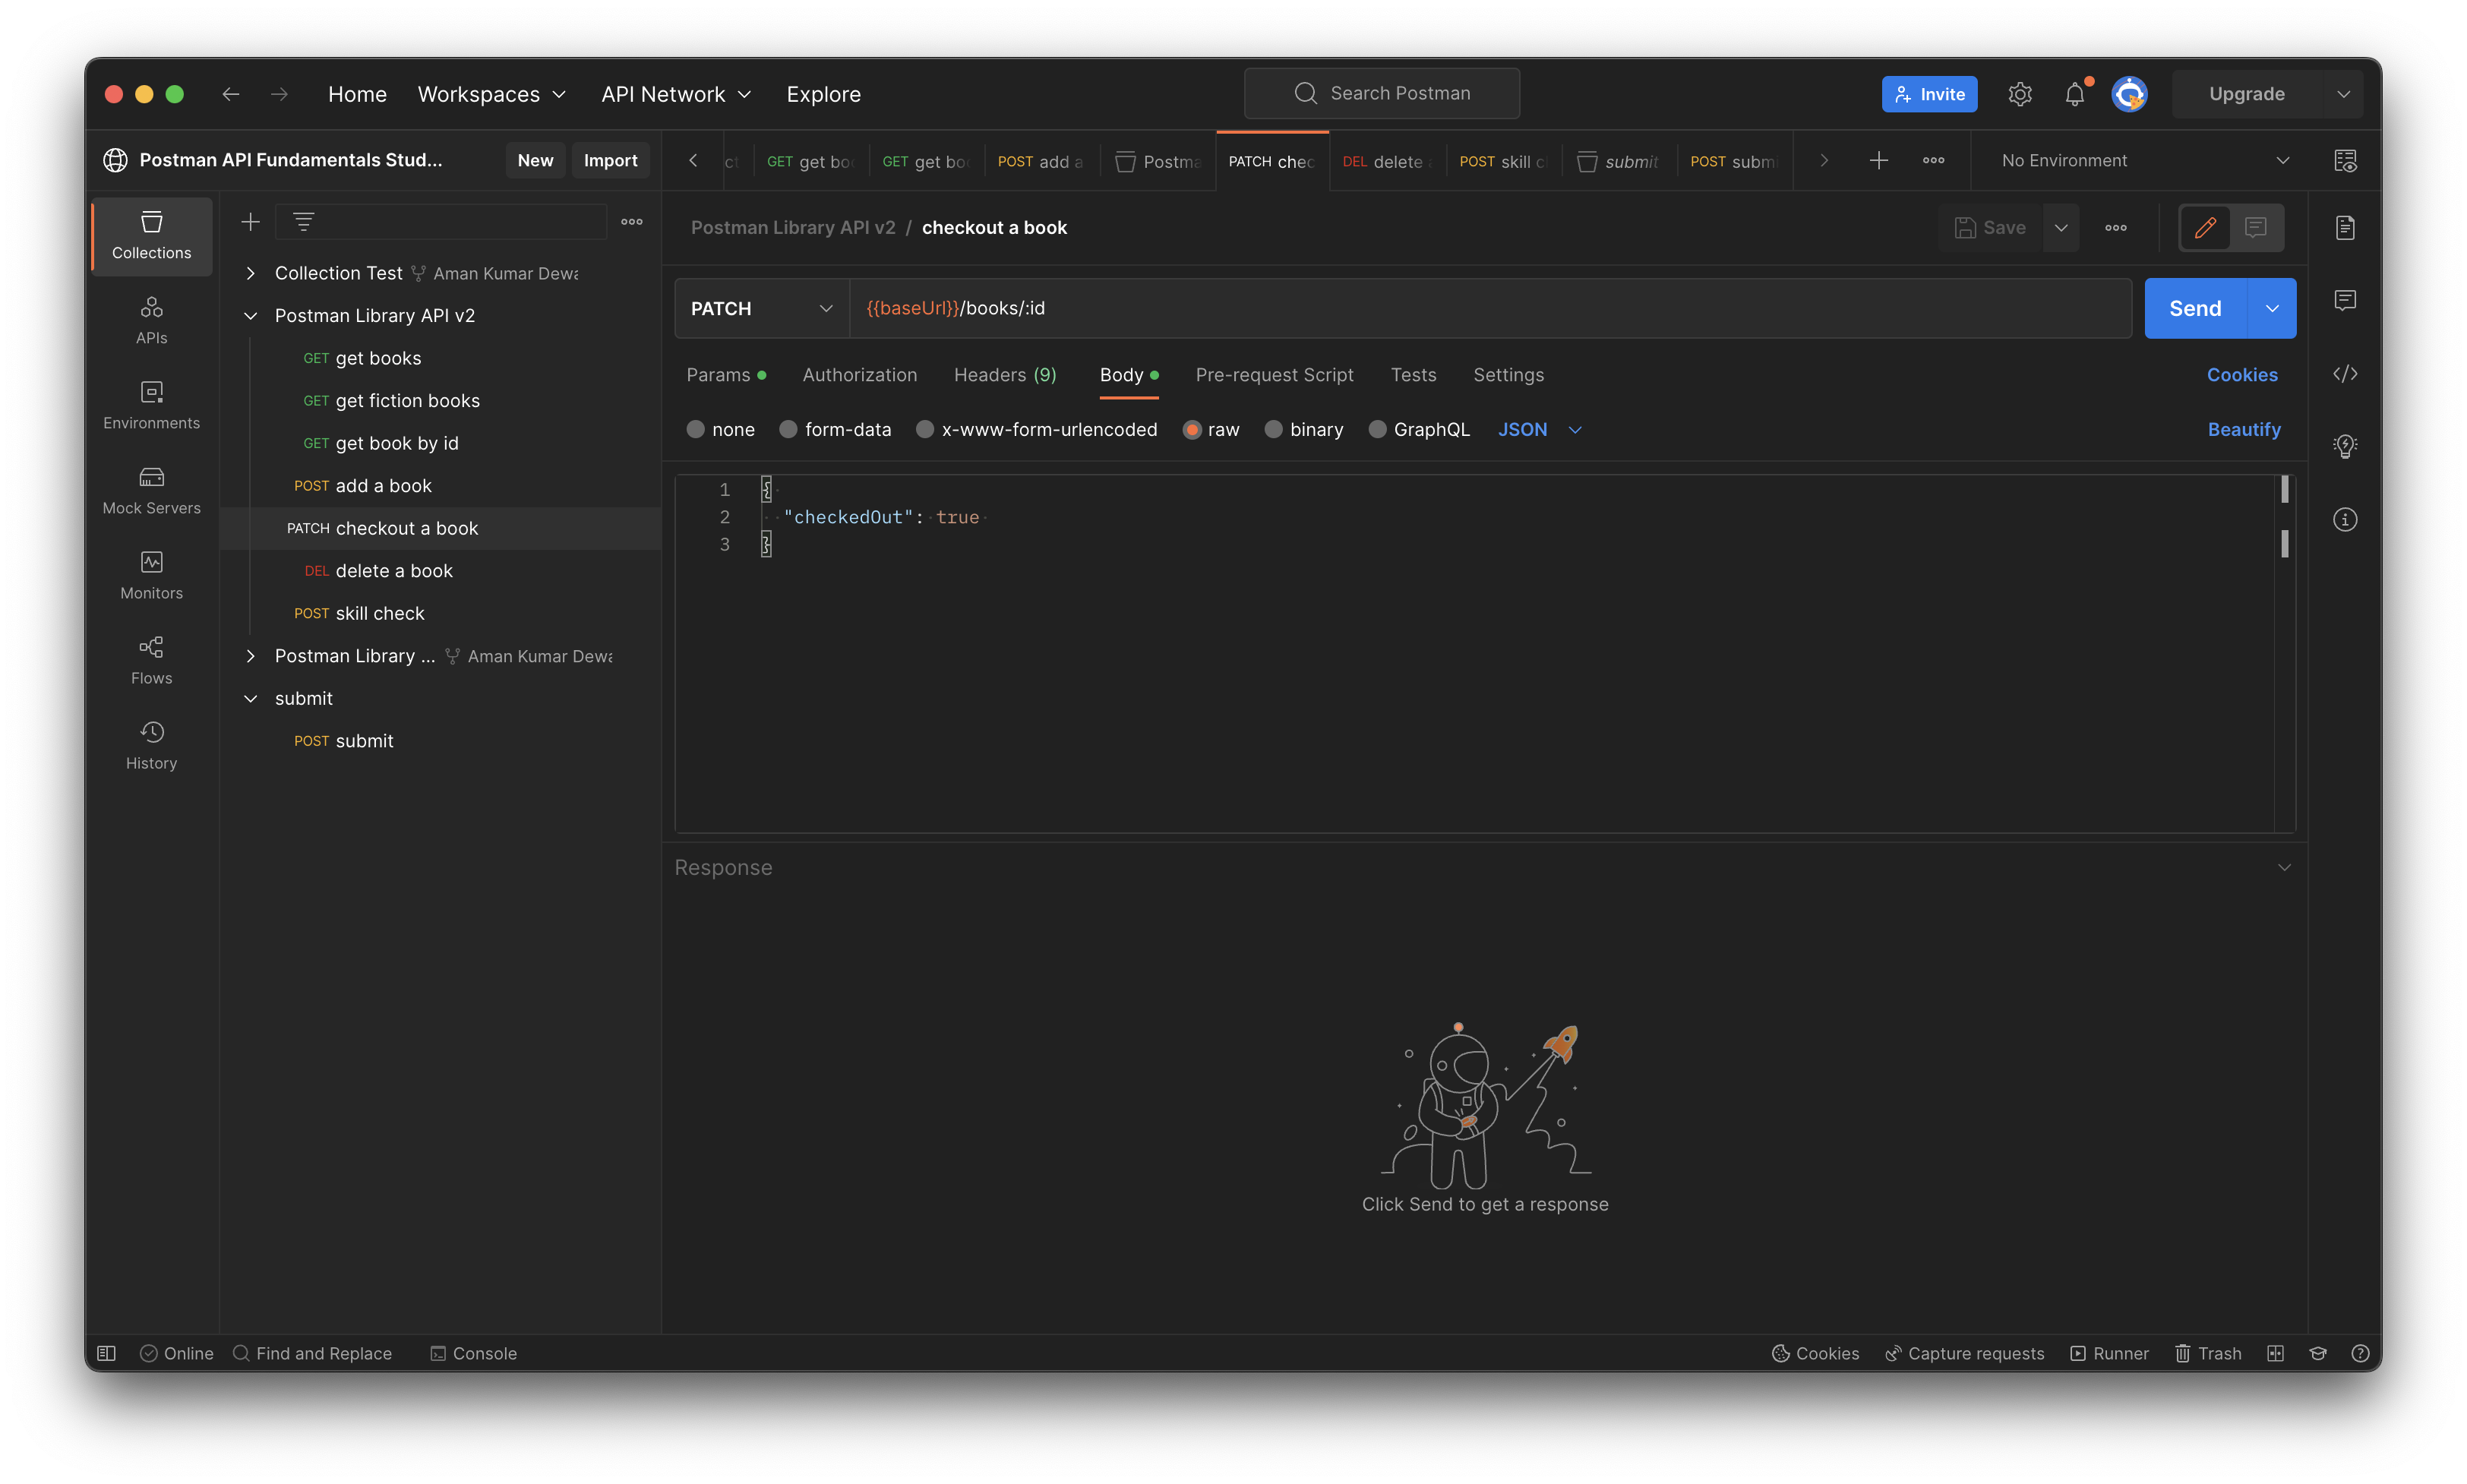 Home Workspaces API Network Explore Search Postman Invite Upgrade
Postman API Fundamentals Stud... New Import
GET get boo GET get boo POST add a Postma PATCH chec DEL delete a POST skill c submit POST subm No Environment
Collections
APIs
Environments
Mock Servers
Monitors
Flows
History
Collection Test Aman Kumar Dewa
Postman Library API v2
GET get books
GET get fiction books
GET get book by id
POST add a book
PATCH checkout a book
DEL delete a book
POST skill check
Postman Library ... Aman Kumar Dewa
submit
POST submit
Postman Library API v2 / checkout a book Save
PATCH {{baseUrl}}/books/:id Send
Params Authorization Headers (9) Body Pre-request Script Tests Settings Cookies
none form-data x-www-form-urlencoded raw binary GraphQL JSON Beautify
1 {
2 "checkedOut": true
3 }
Response
Click Send to get a response
Online Find and Replace Console Cookies Capture requests Runner Trash